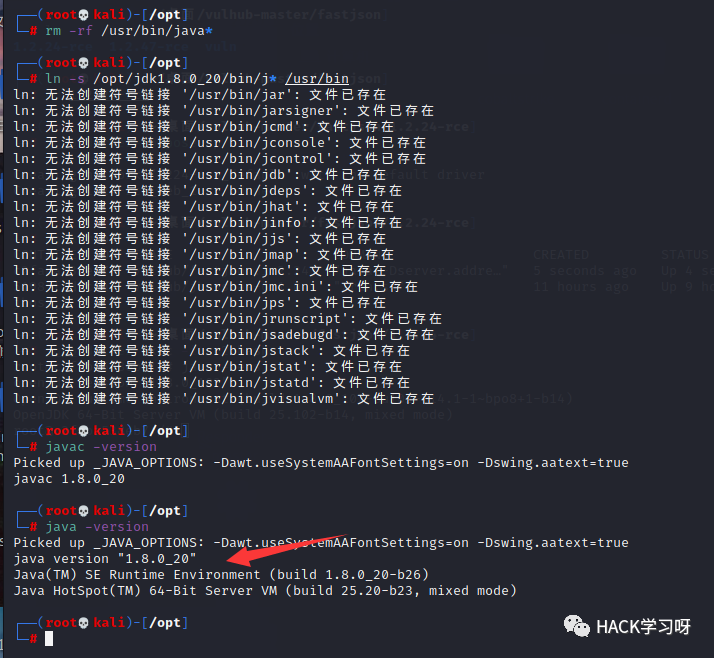 ┌──(root💀kali)-[/opt]
└─# rm -rf /usr/bin/java*
┌──(root💀kali)-[/opt]
└─# ln -s /opt/jdk1.8.0_20/bin/j* /usr/bin
ln: 无法创建符号链接 '/usr/bin/jar': 文件已存在
ln: 无法创建符号链接 '/usr/bin/jarsigner': 文件已存在
ln: 无法创建符号链接 '/usr/bin/jcmd': 文件已存在
ln: 无法创建符号链接 '/usr/bin/jconsole': 文件已存在
ln: 无法创建符号链接 '/usr/bin/jcontrol': 文件已存在
ln: 无法创建符号链接 '/usr/bin/jdb': 文件已存在
ln: 无法创建符号链接 '/usr/bin/jdeps': 文件已存在
ln: 无法创建符号链接 '/usr/bin/jhat': 文件已存在
ln: 无法创建符号链接 '/usr/bin/jinfo': 文件已存在
ln: 无法创建符号链接 '/usr/bin/jjs': 文件已存在
ln: 无法创建符号链接 '/usr/bin/jmap': 文件已存在
ln: 无法创建符号链接 '/usr/bin/jmc': 文件已存在
ln: 无法创建符号链接 '/usr/bin/jmc.ini': 文件已存在
ln: 无法创建符号链接 '/usr/bin/jps': 文件已存在
ln: 无法创建符号链接 '/usr/bin/jrunscript': 文件已存在
ln: 无法创建符号链接 '/usr/bin/jsadebugd': 文件已存在
ln: 无法创建符号链接 '/usr/bin/jstack': 文件已存在
ln: 无法创建符号链接 '/usr/bin/jstat': 文件已存在
ln: 无法创建符号链接 '/usr/bin/jstatd': 文件已存在
ln: 无法创建符号链接 '/usr/bin/jvisualvm': 文件已存在
┌──(root💀kali)-[/opt]
└─# javac -version
Picked up _JAVA_OPTIONS: -Dawt.useSystemAAFontSettings=on -Dswing.aatext=true
javac 1.8.0_20
┌──(root💀kali)-[/opt]
└─# java -version
Picked up _JAVA_OPTIONS: -Dawt.useSystemAAFontSettings=on -Dswing.aatext=true
java version "1.8.0_20"
Java(TM) SE Runtime Environment (build 1.8.0_20-b26)
Java HotSpot(TM) 64-Bit Server VM (build 25.20-b23, mixed mode)
┌──(root💀kali)-[/opt]
└─#
HACK学习呀